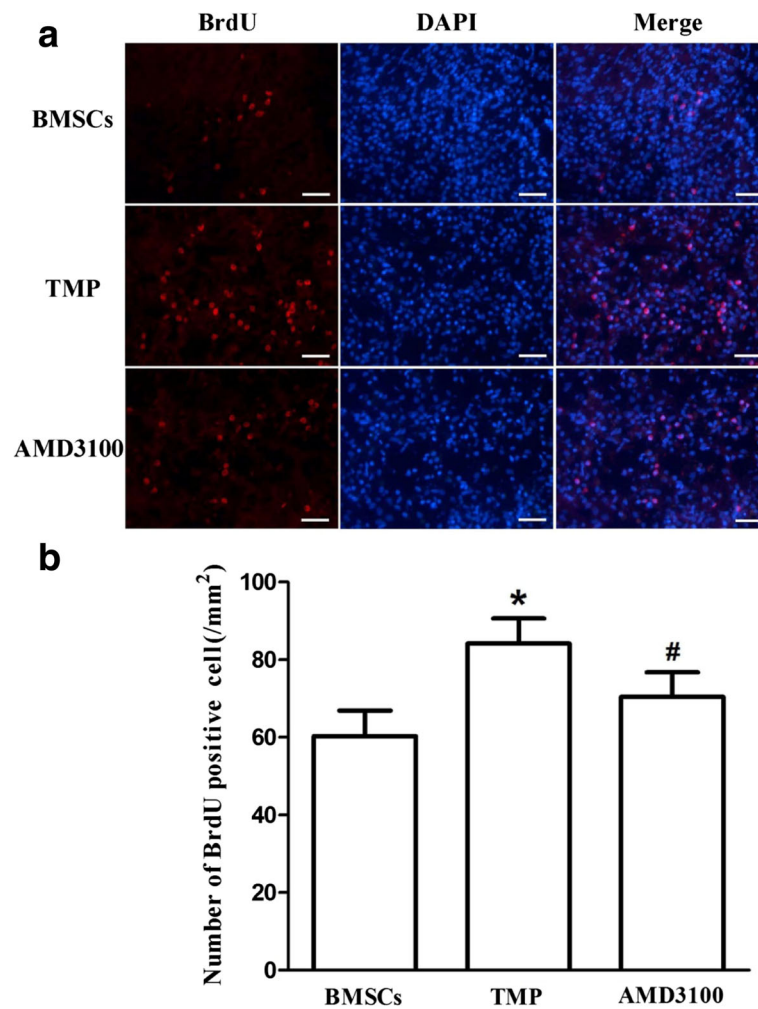 a
BrdU DAPI Merge
BMSCs
TMP
AMD3100
b
Number of BrdU positive cell(/mm²)
100
80
60
40
20
0
*
#
BMSCs TMP AMD3100